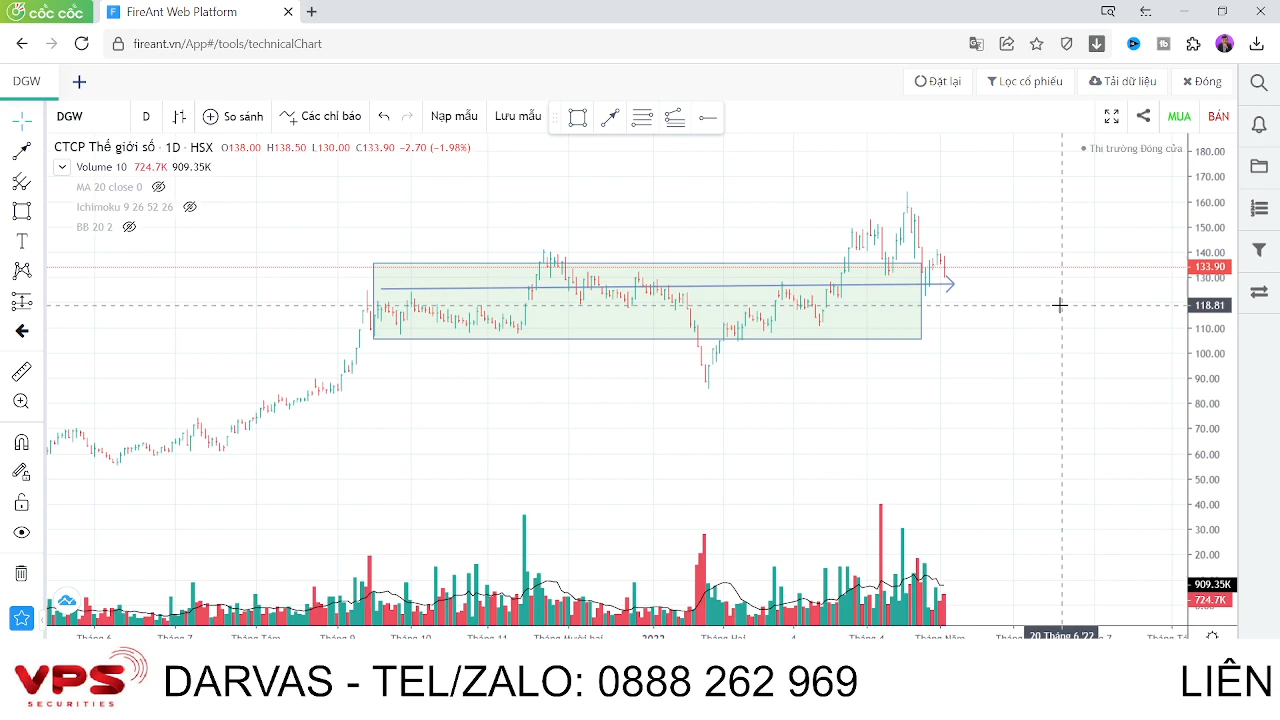 cốc cốc
FireAnt Web Platform
fireant.vn/App#/tools/technicalChart
DGW
Đặt lại
Lọc cổ phiếu
Tải dữ liệu
Đóng
DGW D So sánh Các chỉ báo Nạp mẫu Lưu mẫu MUA BÁN
CTCP Thế giới số · 1D · HSX O138.00 H138.50 L130.00 C133.90 −2.70 (−1.98%)
Thị trường Đóng cửa
Volume 10 724.7K 909.35K
MA 20 close 0
Ichimoku 9 26 52 26
BB 20 2
180.00
170.00
160.00
150.00
140.00
133.90
130.00
118.81
110.00
100.00
90.00
80.00
70.00
60.00
50.00
40.00
30.00
20.00
909.35K
724.7K
Tháng 6 Tháng 7 Tháng Tám Tháng 9 Tháng 10 Tháng 11 Tháng Mười hai 2022 Tháng Hai 4 Tháng 4 Tháng Năm 20 Tháng 6 '22
VPS
SECURITIES
DARVAS - TEL/ZALO: 0888 262 969
LIÊN